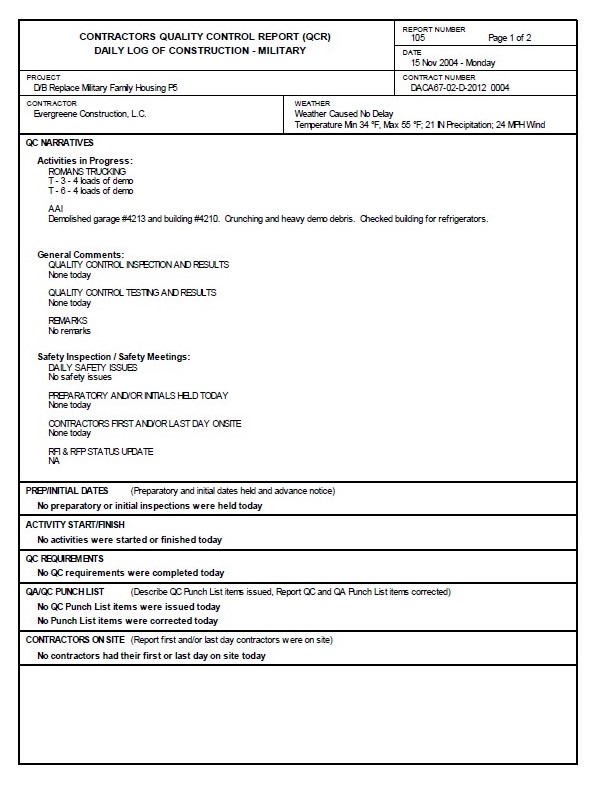 CONTRACTORS QUALITY CONTROL REPORT (QCR)
DAILY LOG OF CONSTRUCTION - MILITARY
REPORT NUMBER
105 Page 1 of 2
DATE
15 Nov 2004 - Monday
PROJECT
D/B Replace Military Family Housing P5
CONTRACT NUMBER
DACA67-02-D-2012 0004
CONTRACTOR
Evergreene Construction, L.C.
WEATHER
Weather Caused No Delay
Temperature Min 34 °F, Max 55 °F; 21 IN Precipitation; 24 MPH Wind
QC NARRATIVES
Activities in Progress:
ROMANS TRUCKING
T - 3 - 4 loads of demo
T - 6 - 4 loads of demo
AAI
Demolished garage #4213 and building #4210. Crunching and heavy demo debris. Checked building for refrigerators.
General Comments:
QUALITY CONTROL INSPECTION AND RESULTS
None today
QUALITY CONTROL TESTING AND RESULTS
None today
REMARKS
No remarks
Safety Inspection / Safety Meetings:
DAILY SAFETY ISSUES
No safety issues
PREPARATORY AND/OR INITIALS HELD TODAY
None today
CONTRACTORS FIRST AND/OR LAST DAY ONSITE
None today
RFI & RFP STATUS UPDATE
NA
PREP/INITIAL DATES (Preparatory and initial dates held and advance notice)
No preparatory or initial inspections were held today
ACTIVITY START/FINISH
No activities were started or finished today
QC REQUIREMENTS
No QC requirements were completed today
QA/QC PUNCH LIST (Describe QC Punch List items issued, Report QC and QA Punch List items corrected)
No QC Punch List items were issued today
No Punch List items were corrected today
CONTRACTORS ON SITE (Report first and/or last day contractors were on site)
No contractors had their first or last day on site today